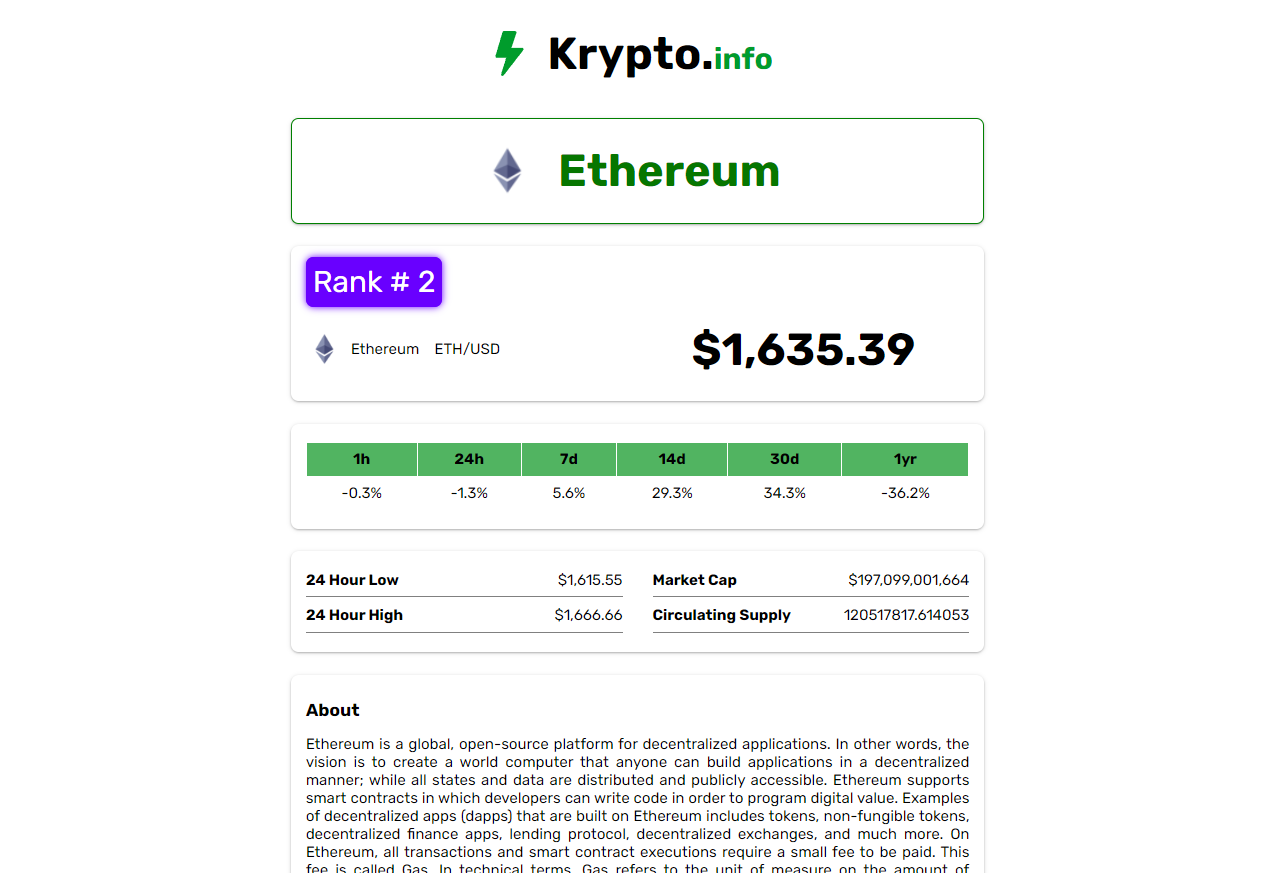 Krypto.info
Ethereum
Rank # 2
Ethereum ETH/USD
$1,635.39
1h 24h 7d 14d 30d 1yr
-0.3% -1.3% 5.6% 29.3% 34.3% -36.2%
24 Hour Low $1,615.55 Market Cap $197,099,001,664
24 Hour High $1,666.66 Circulating Supply 120517817.614053
About
Ethereum is a global, open-source platform for decentralized applications. In other words, the
vision is to create a world computer that anyone can build applications in a decentralized
manner; while all states and data are distributed and publicly accessible. Ethereum supports
smart contracts in which developers can write code in order to program digital value. Examples
of decentralized apps (dapps) that are built on Ethereum includes tokens, non-fungible tokens,
decentralized finance apps, lending protocol, decentralized exchanges, and much more. On
Ethereum, all transactions and smart contract executions require a small fee to be paid. This
fee is called Gas. In technical terms, Gas refers to the unit of measure on the amount of